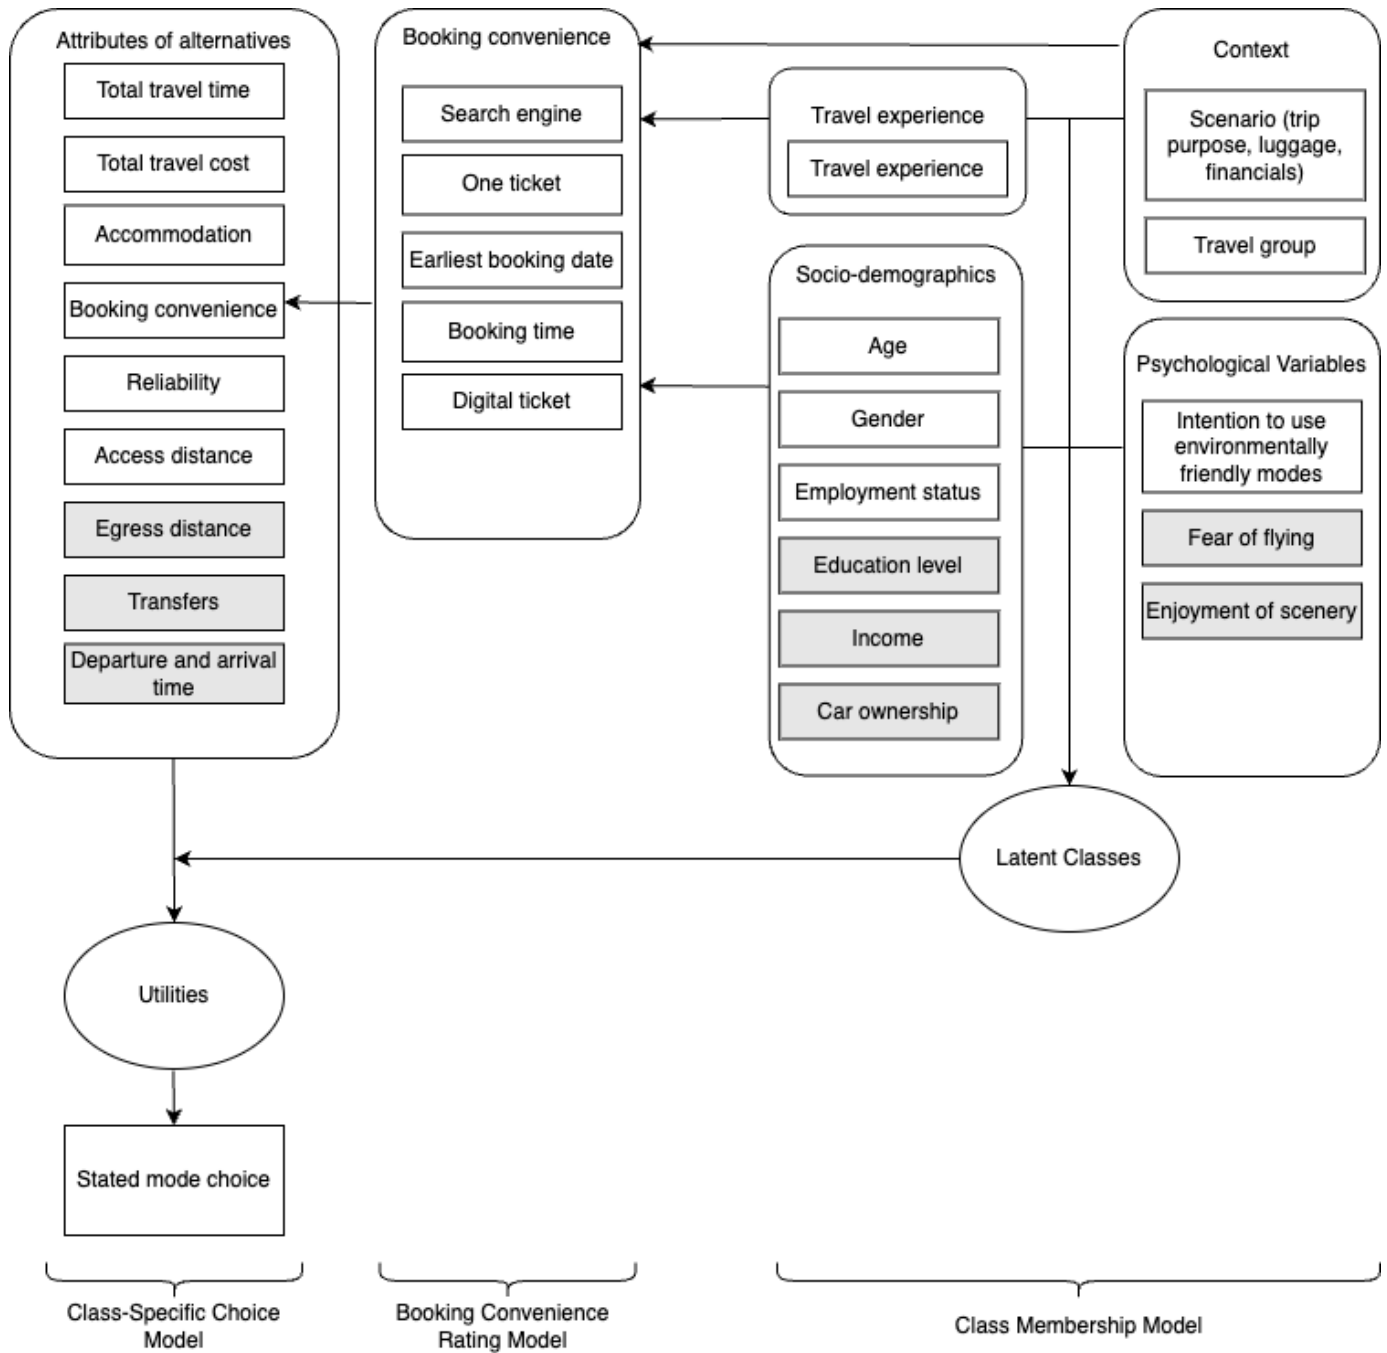 Attributes of alternatives
Total travel time
Total travel cost
Accommodation
Booking convenience
Reliability
Access distance
Egress distance
Transfers
Departure and arrival
time
Booking convenience
Search engine
One ticket
Earliest booking date
Booking time
Digital ticket
Travel experience
Travel experience
Socio-demographics
Age
Gender
Employment status
Education level
Income
Car ownership
Context
Scenario (trip
purpose, luggage,
financials)
Travel group
Psychological Variables
Intention to use
environmentally
friendly modes
Fear of flying
Enjoyment of scenery
Latent Classes
Utilities
Stated mode choice
Class-Specific Choice
Model
Booking Convenience
Rating Model
Class Membership Model